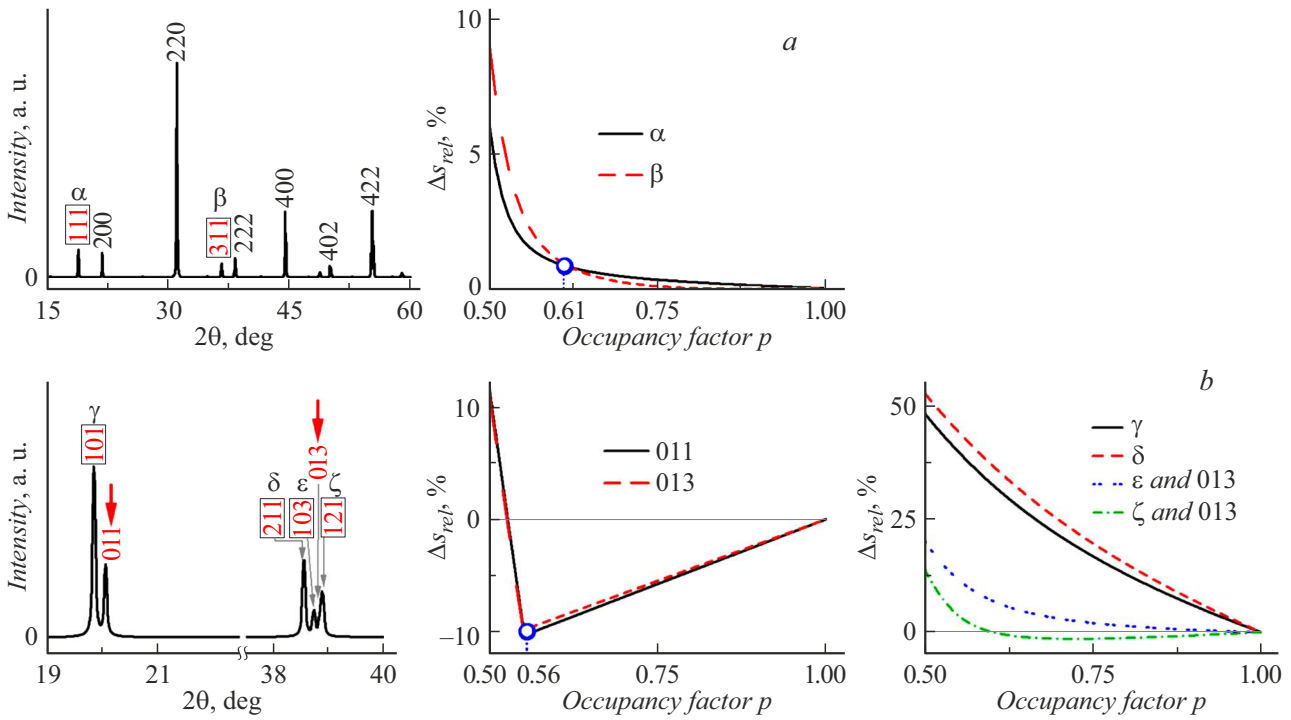 a
Intensity, a. u.
0
α
111
200
220
β
311
222
400
402
422
15
30
45
60
2θ, deg
Δs_rel, %
10
5
0
α
β
0.50
0.61
0.75
1.00
Occupancy factor p
b
Intensity, a. u.
0
γ
101
011
δ
211
ε
103
013
ζ
121
19
21
38
40
2θ, deg
Δs_rel, %
10
0
−10
011
013
0.50
0.56
0.75
1.00
Occupancy factor p
Δs_rel, %
50
25
0
γ
δ
ε and 013
ζ and 013
0.50
0.75
1.00
Occupancy factor p